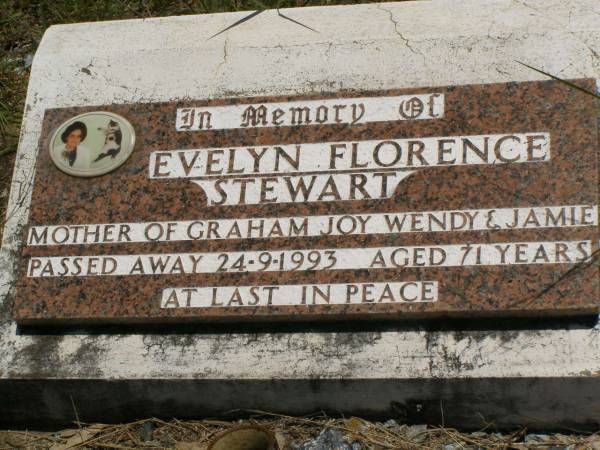 In Memory Of
EVELYN FLORENCE
STEWART
MOTHER OF GRAHAM JOY WENDY & JAMIE
PASSED AWAY 24-9-1993 AGED 71 YEARS
AT LAST IN PEACE